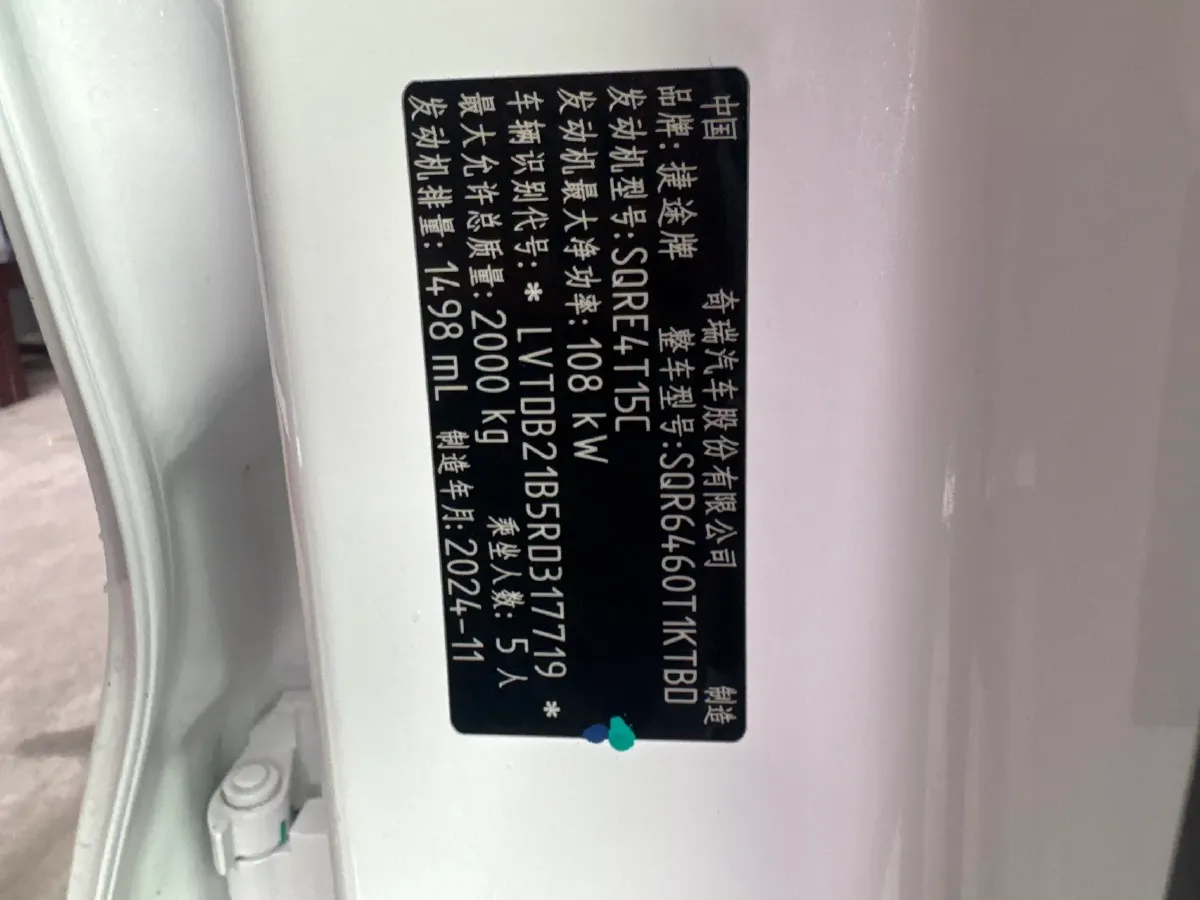 中国 奇瑞汽车股份有限公司 制造
品牌: 捷途牌 整车型号:SQR6460T1KTBD
发动机型号:SQRE4T15C
发动机最大净功率:108 kW
车辆识别代号: * LVTDB21B5RD317719 *
最大允许总质量:2000 kg 乘坐人数: 5 人
发动机排量: 1498 mL 制造年月:2024-11